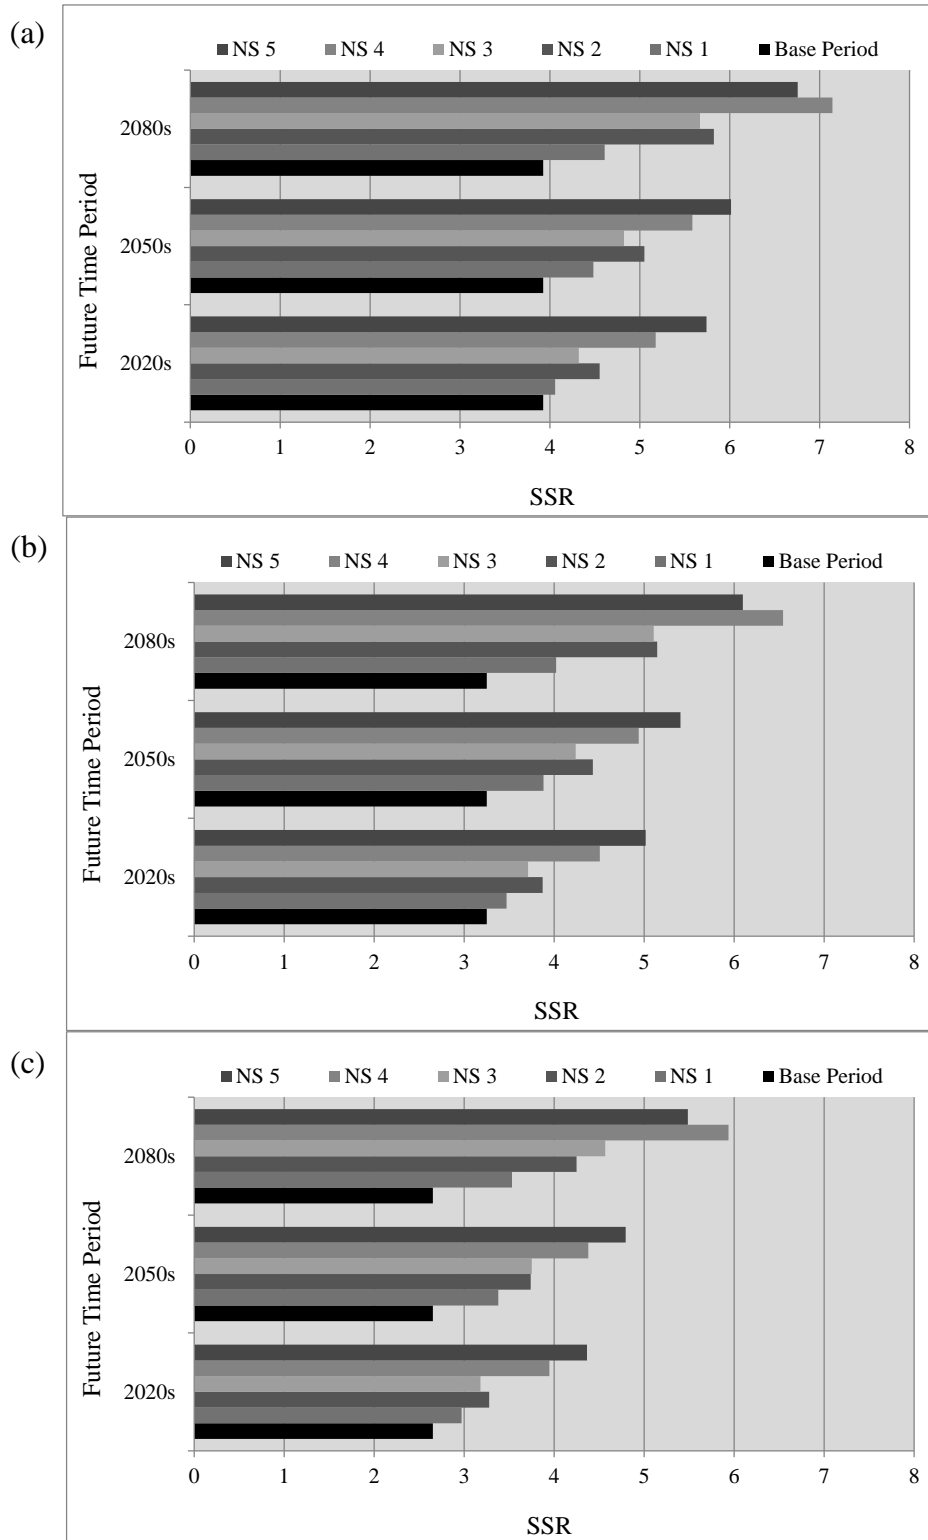 (a)
NS 5 NS 4 NS 3 NS 2 NS 1 Base Period
Future Time Period
2080s
2050s
2020s
0 1 2 3 4 5 6 7 8
SSR
(b)
NS 5 NS 4 NS 3 NS 2 NS 1 Base Period
Future Time Period
2080s
2050s
2020s
0 1 2 3 4 5 6 7 8
SSR
(c)
NS 5 NS 4 NS 3 NS 2 NS 1 Base Period
Future Time Period
2080s
2050s
2020s
0 1 2 3 4 5 6 7 8
SSR